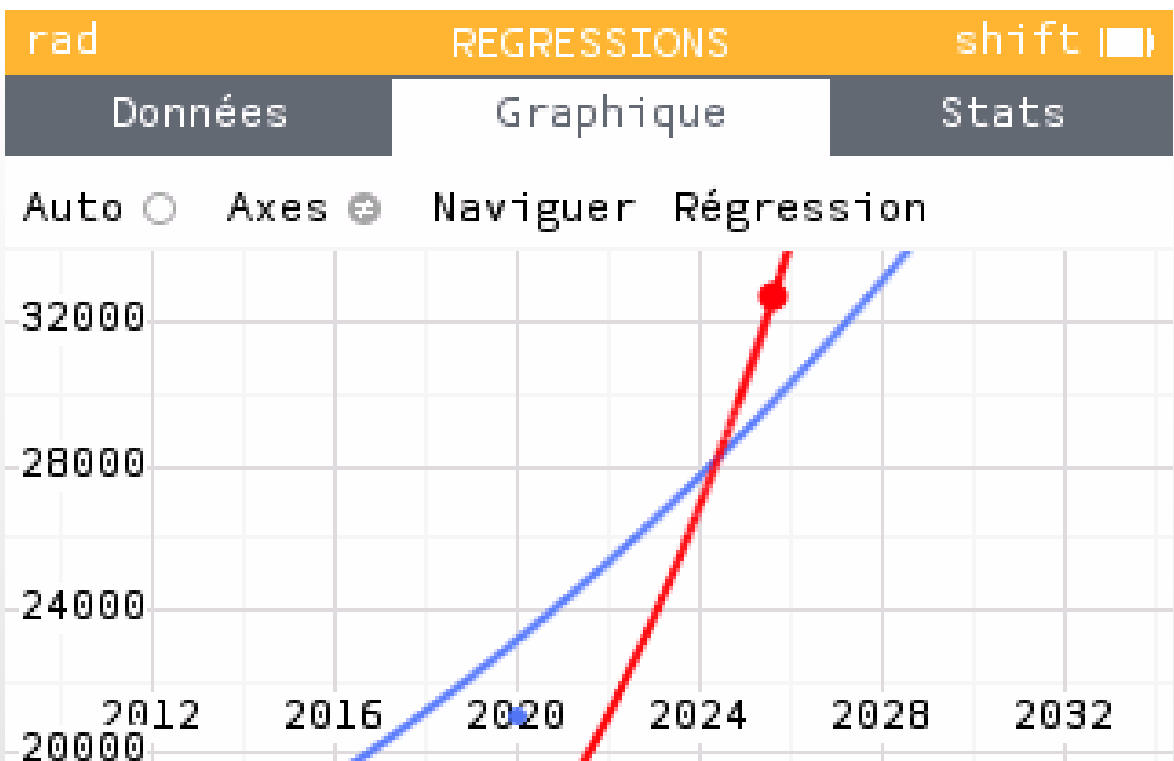 rad REGRESSIONS shift
Données Graphique Stats
Auto Axes Naviguer Régression
32000
28000
24000
2012 2016 2020 2024 2028 2032
20000